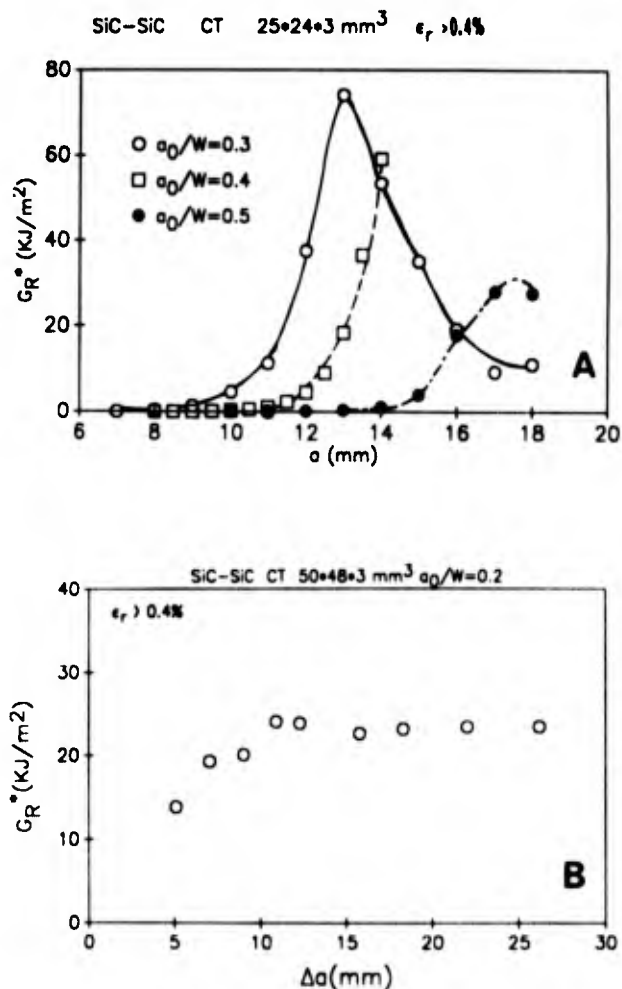 SiC-SiC CT 25*24*3 mm³ εr >0.4%
80
60
40
20
0
GR* (KJ/m²)
a0/W=0.3
a0/W=0.4
a0/W=0.5
A
6 8 10 12 14 16 18 20
a (mm)
SiC-SiC CT 50*48*3 mm³ a0/W=0.2
40
30
20
10
0
εr > 0.4%
GR* (KJ/m²)
B
0 5 10 15 20 25 30
Δa(mm)